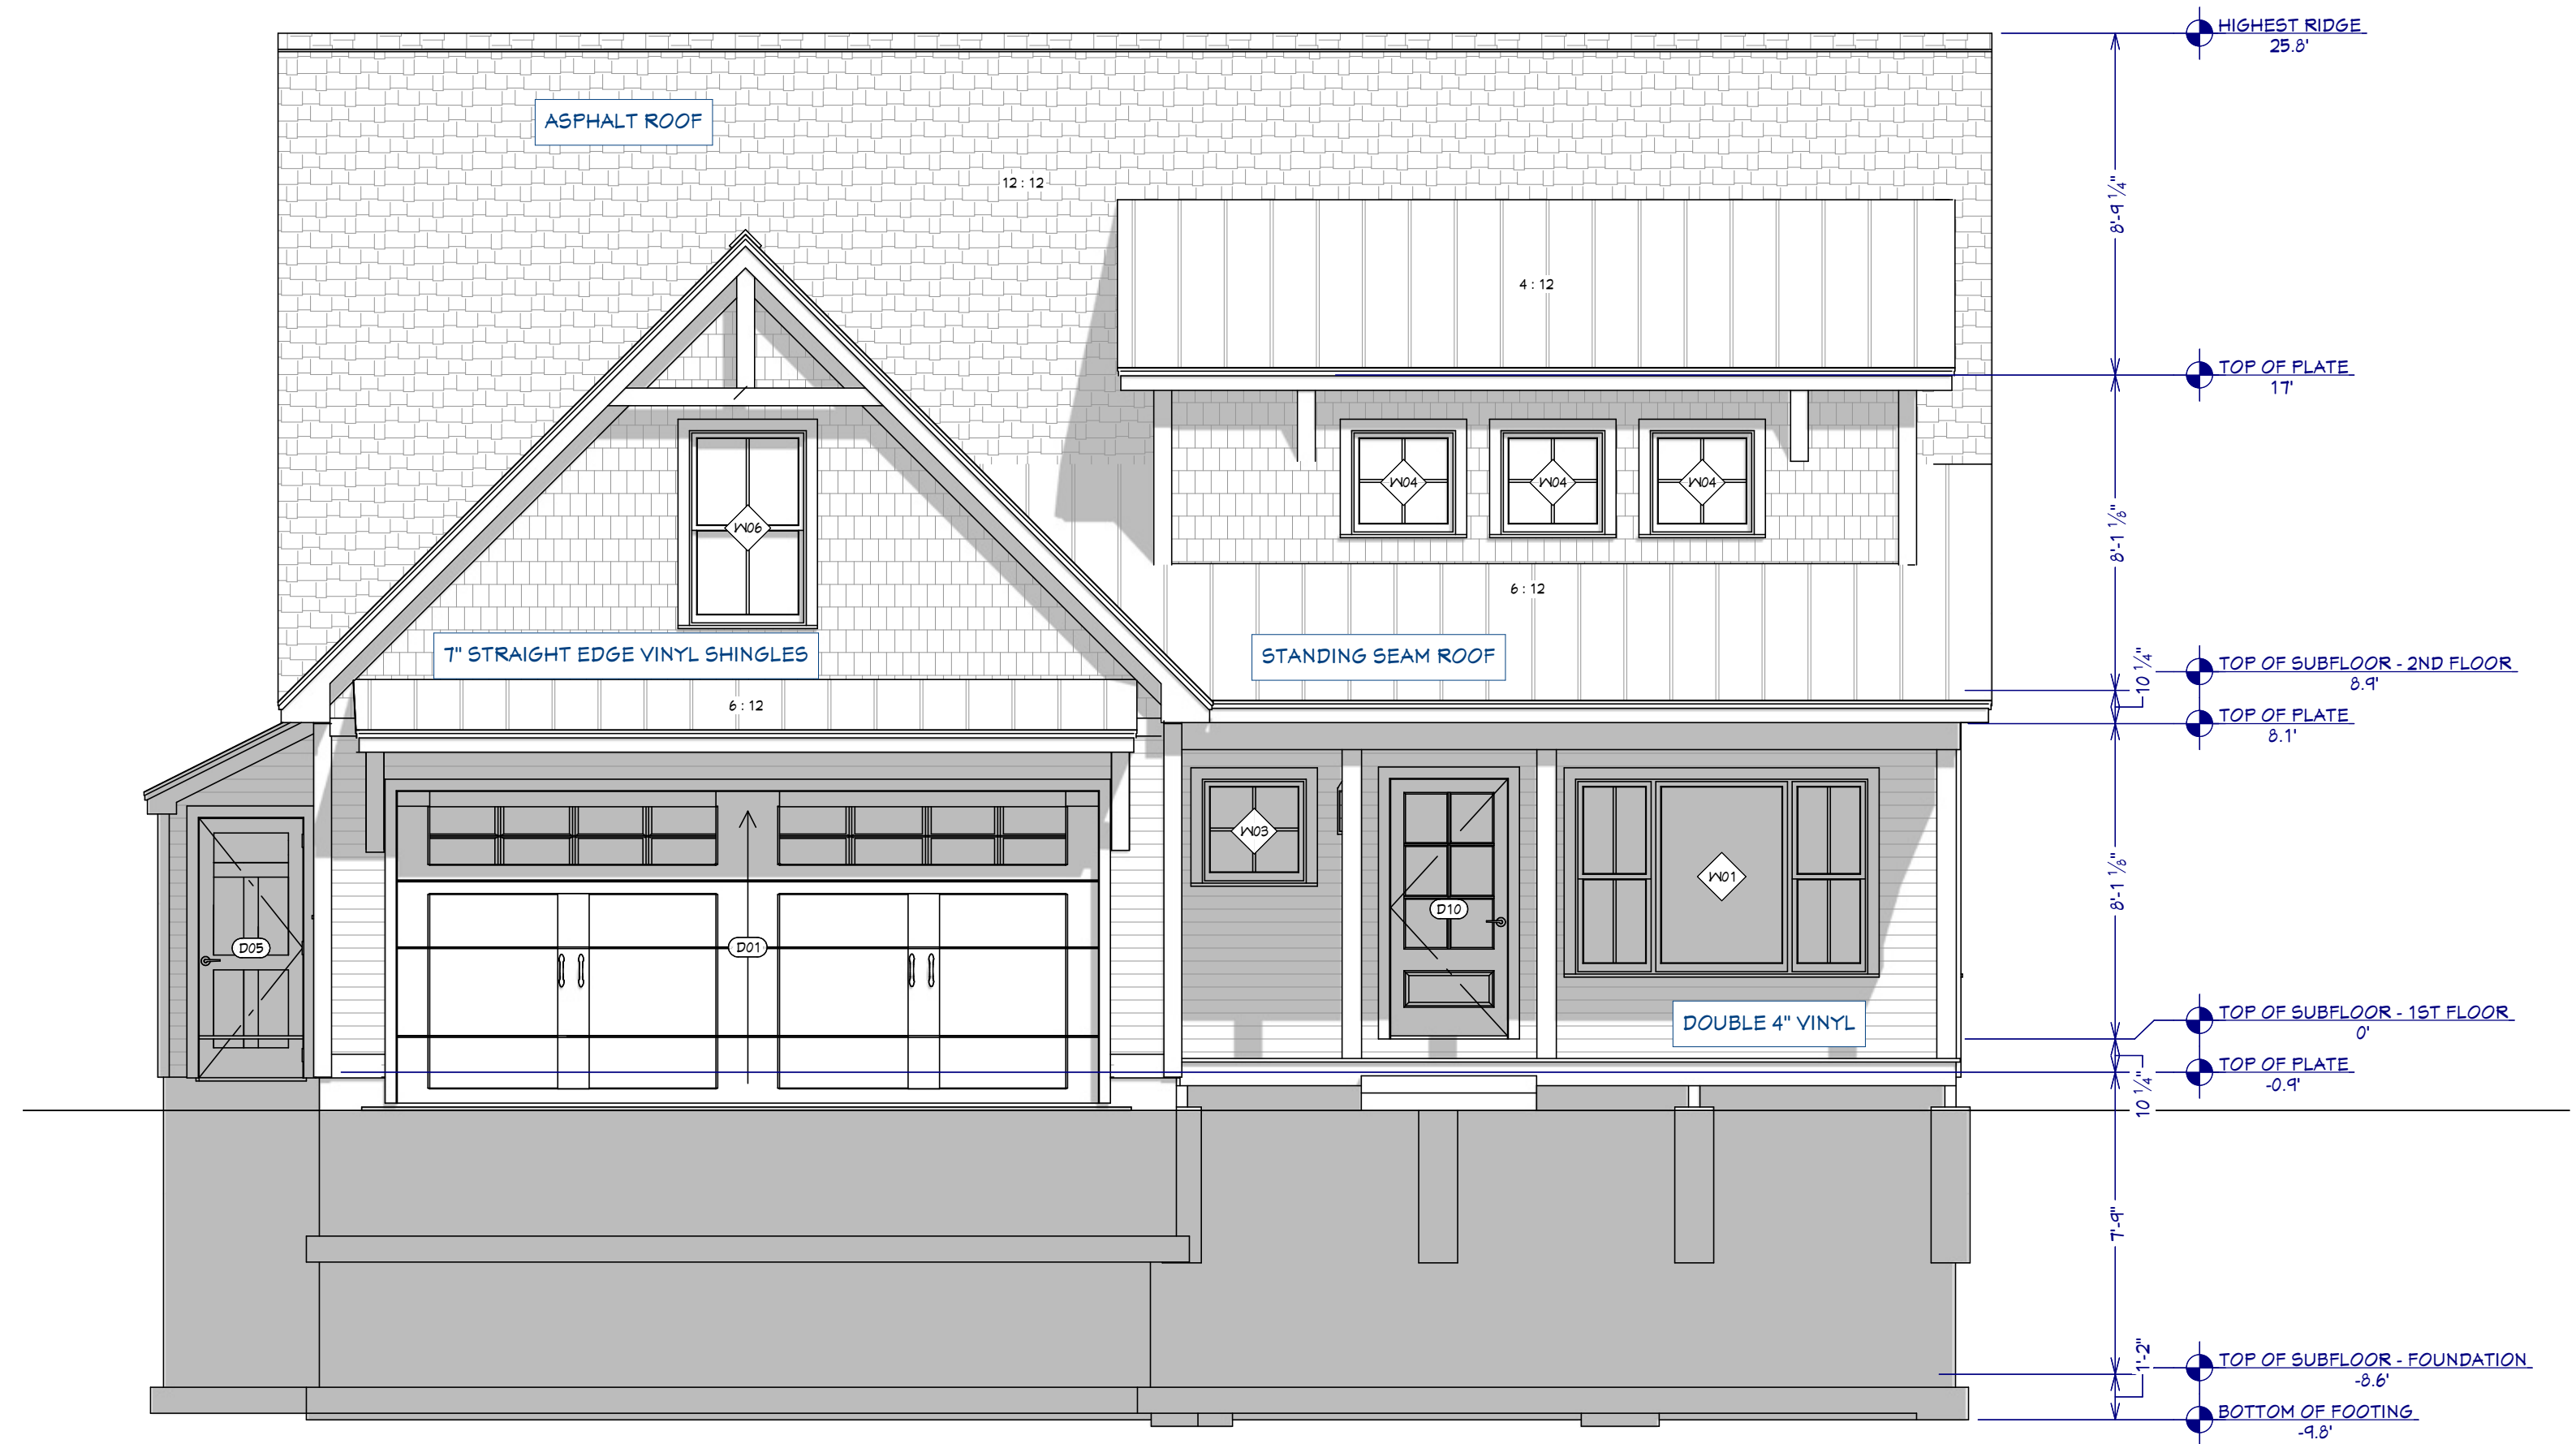 HIGHEST RIDGE
25.8'
ASPHALT ROOF
12 : 12
8'-9 1/4"
4 : 12
TOP OF PLATE
17'
W04
W04
W04
W06
8'-1 1/8"
6 : 12
7" STRAIGHT EDGE VINYL SHINGLES
STANDING SEAM ROOF
10 1/4"
TOP OF SUBFLOOR - 2ND FLOOR
8.9'
6 : 12
TOP OF PLATE
8.1'
W03
W01
8'-1 1/8"
D10
D05
D01
DOUBLE 4" VINYL
TOP OF SUBFLOOR - 1ST FLOOR
0'
TOP OF PLATE
-0.9'
10 1/4"
7'-9"
1'-2"
TOP OF SUBFLOOR - FOUNDATION
-8.6'
BOTTOM OF FOOTING
-9.8'